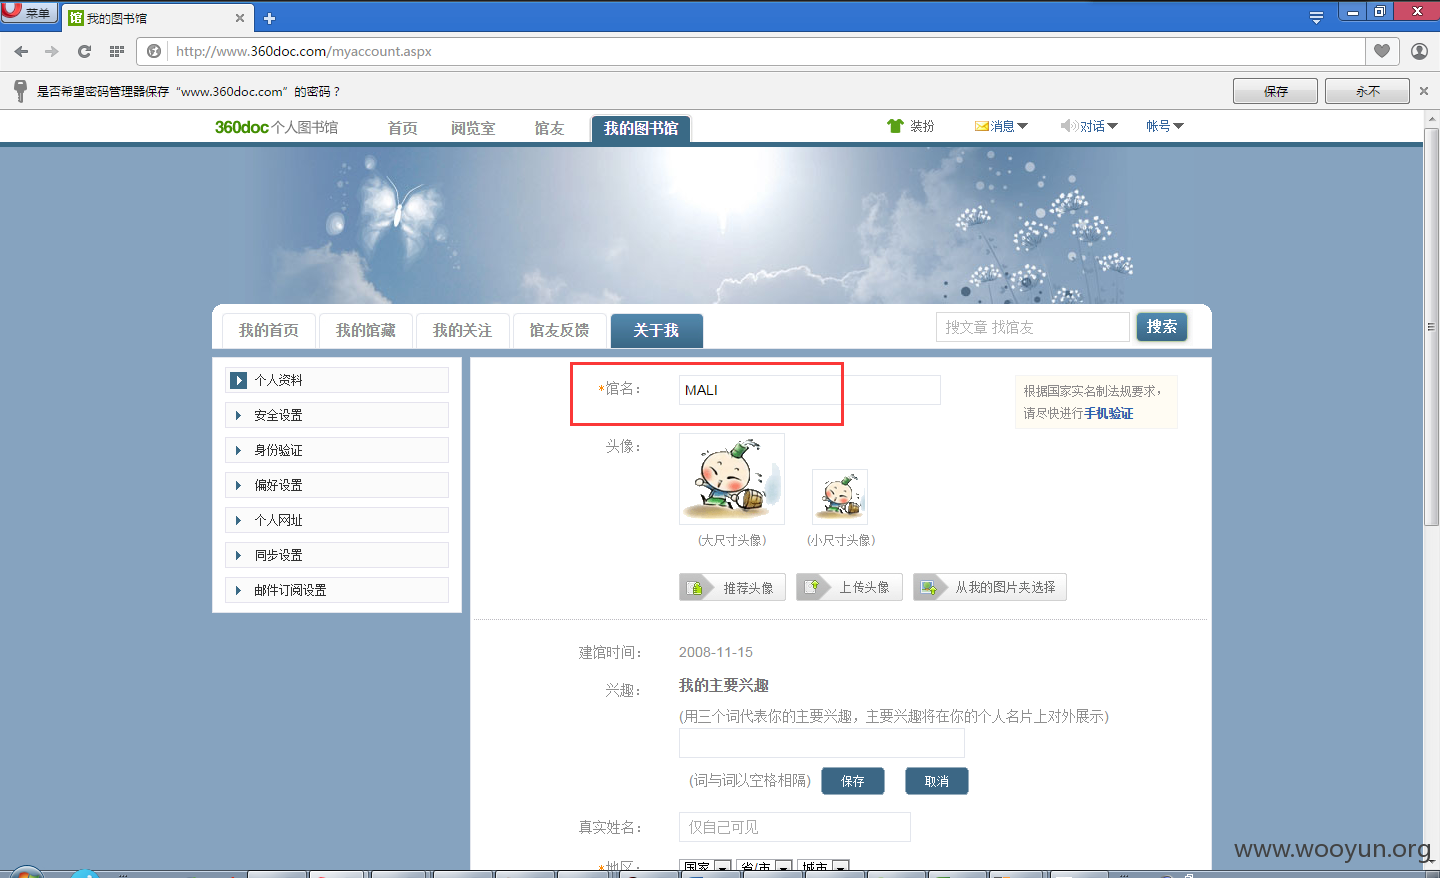 菜单
馆 我的图书馆
http://www.360doc.com/myaccount.aspx
是否希望密码管理器保存“www.360doc.com”的密码？
保存 永不
360doc 个人图书馆 首页 阅览室 馆友 我的图书馆 装扮 消息 对话 帐号
我的首页 我的馆藏 我的关注 馆友反馈 关于我 搜文章 找馆友 搜索
个人资料
安全设置
身份验证
偏好设置
个人网址
同步设置
邮件订阅设置
*馆名： MALI
根据国家实名制法规要求，
请尽快进行手机验证
头像：
(大尺寸头像) (小尺寸头像)
推荐头像 上传头像 从我的图片夹选择
建馆时间： 2008-11-15
兴趣： 我的主要兴趣
(用三个词代表你的主要兴趣，主要兴趣将在你的个人名片上对外展示)
(词与词以空格相隔) 保存 取消
真实姓名： 仅自己可见
*地区： 国家 省/市 城市
www.wooyun.org